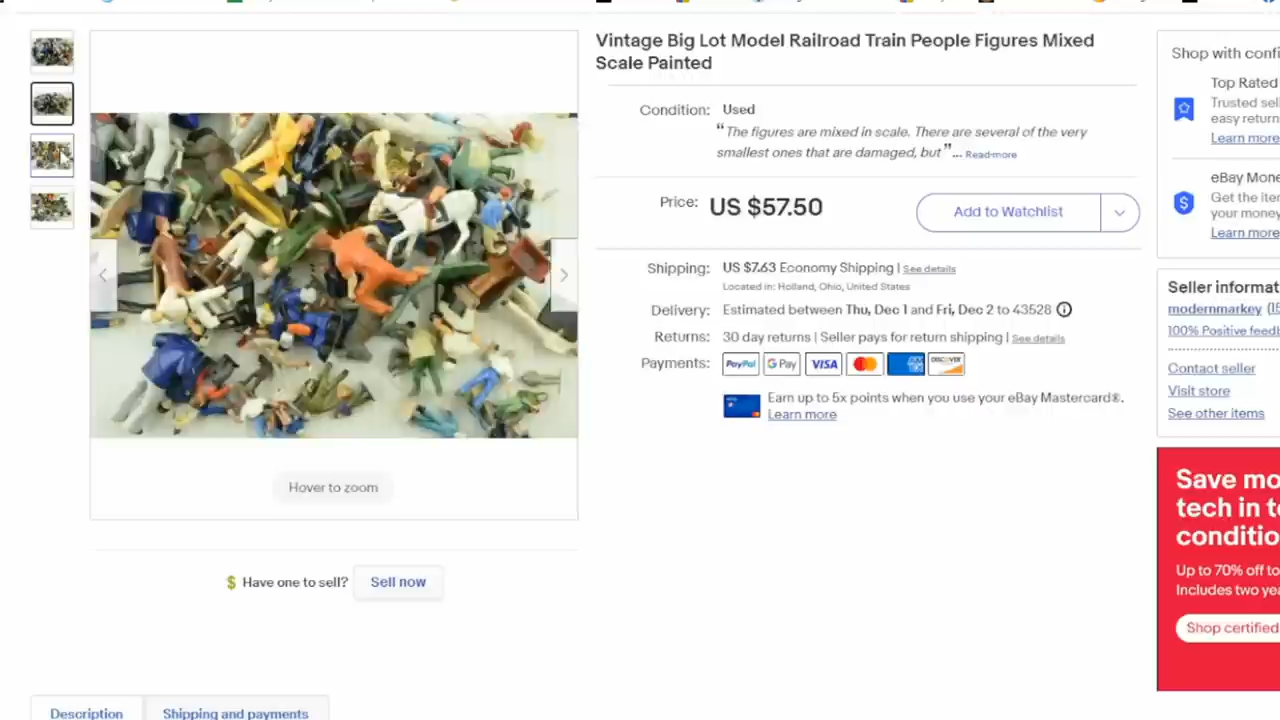 Vintage Big Lot Model Railroad Train People Figures Mixed
Scale Painted
Condition: Used
“The figures are mixed in scale. There are several of the very
smallest ones that are damaged, but”... Read more
Price: US $57.50
Add to Watchlist
Shipping: US $7.63 Economy Shipping | See details
Located in: Holland, Ohio, United States
Delivery: Estimated between Thu, Dec 1 and Fri, Dec 2 to 43528
Returns: 30 day returns | Seller pays for return shipping | See details
Payments: PayPal G Pay VISA DISCOVER
Earn up to 5x points when you use your eBay Mastercard®.
Learn more
Hover to zoom
$ Have one to sell? Sell now
Description
Shipping and payments
Shop with confi
Top Rated
Trusted sell
easy return
Learn more
eBay Mone
Get the iter
your money
Learn more
Seller informat
modernmarkey
100% Positive feedb
Contact seller
Visit store
See other items
Save mo
tech in t
conditio
Up to 70% off to
Includes two yea
Shop certified